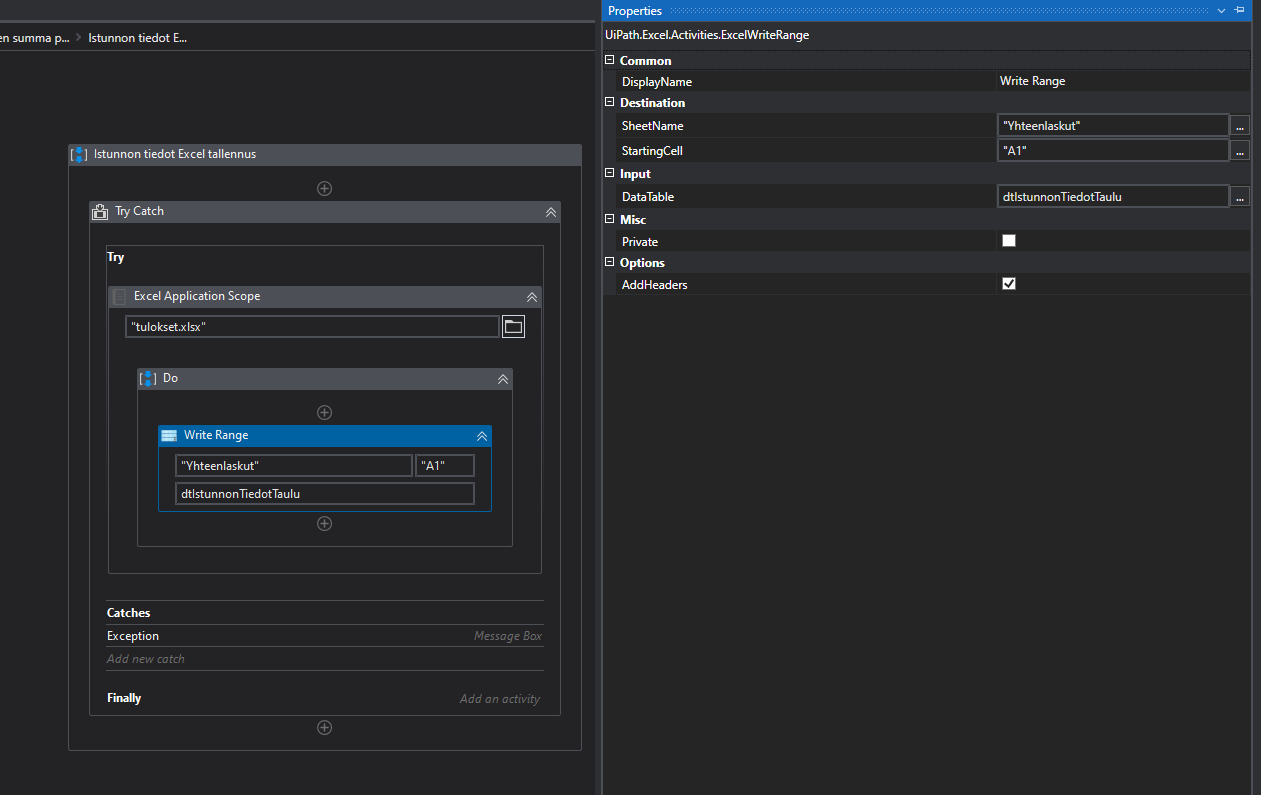 en summa p... > Istunnon tiedot E...
Istunnon tiedot Excel tallennus
Try Catch
Try
Excel Application Scope
"tulokset.xlsx"
Do
Write Range
"Yhteenlaskut" "A1"
dtIstunnonTiedotTaulu
Catches
Exception Message Box
Add new catch
Finally Add an activity
Properties
UiPath.Excel.Activities.ExcelWriteRange
Common
DisplayName Write Range
Destination
SheetName "Yhteenlaskut" ...
StartingCell "A1" ...
Input
DataTable dtIstunnonTiedotTaulu ...
Misc
Private
Options
AddHeaders